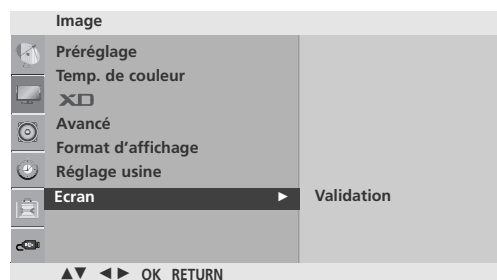 Image
Préréglage
Temp. de couleur
XD
Avancé
Format d'affichage
Réglage usine
Ecran ► Validation
▲▼ ◄► OK RETURN